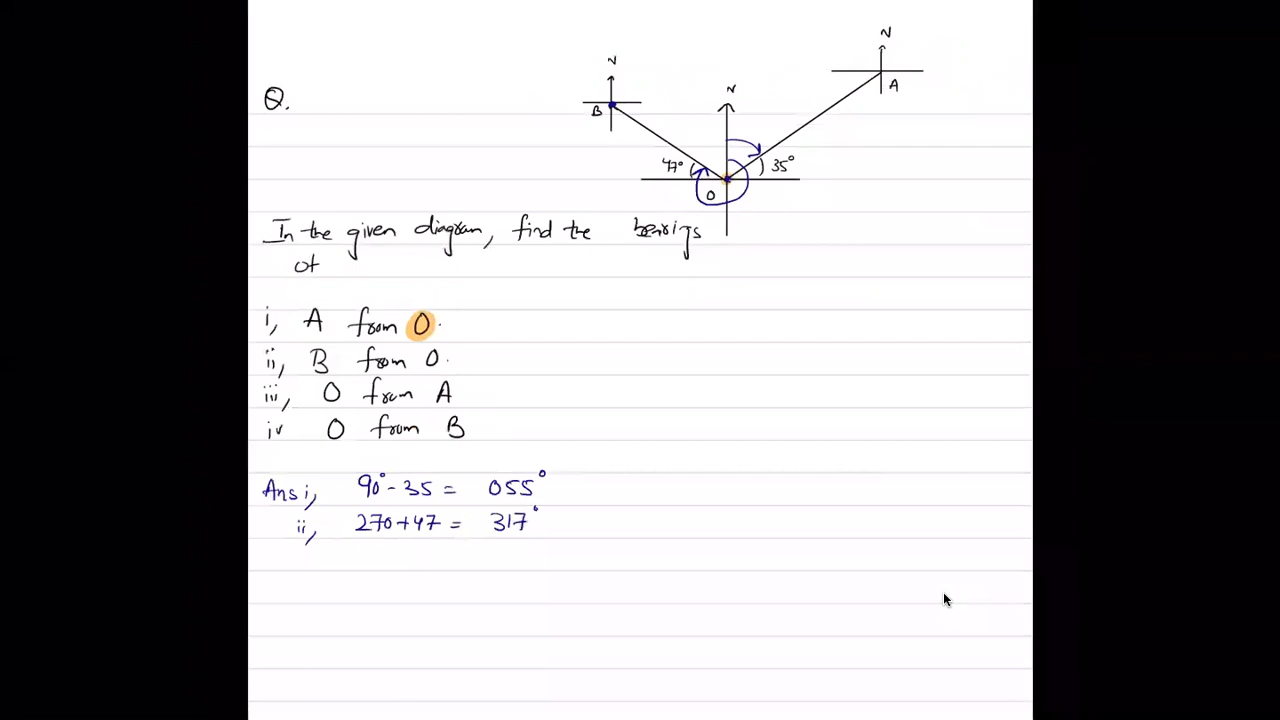 N
N
N
A
B
Q.
47°
35°
O
In the given diagram, find the bearings
of
i, A from O.
ii, B from O.
iii, O from A
iv O from B
Ans i, 90° - 35 = 055°
ii, 270 + 47 = 317°